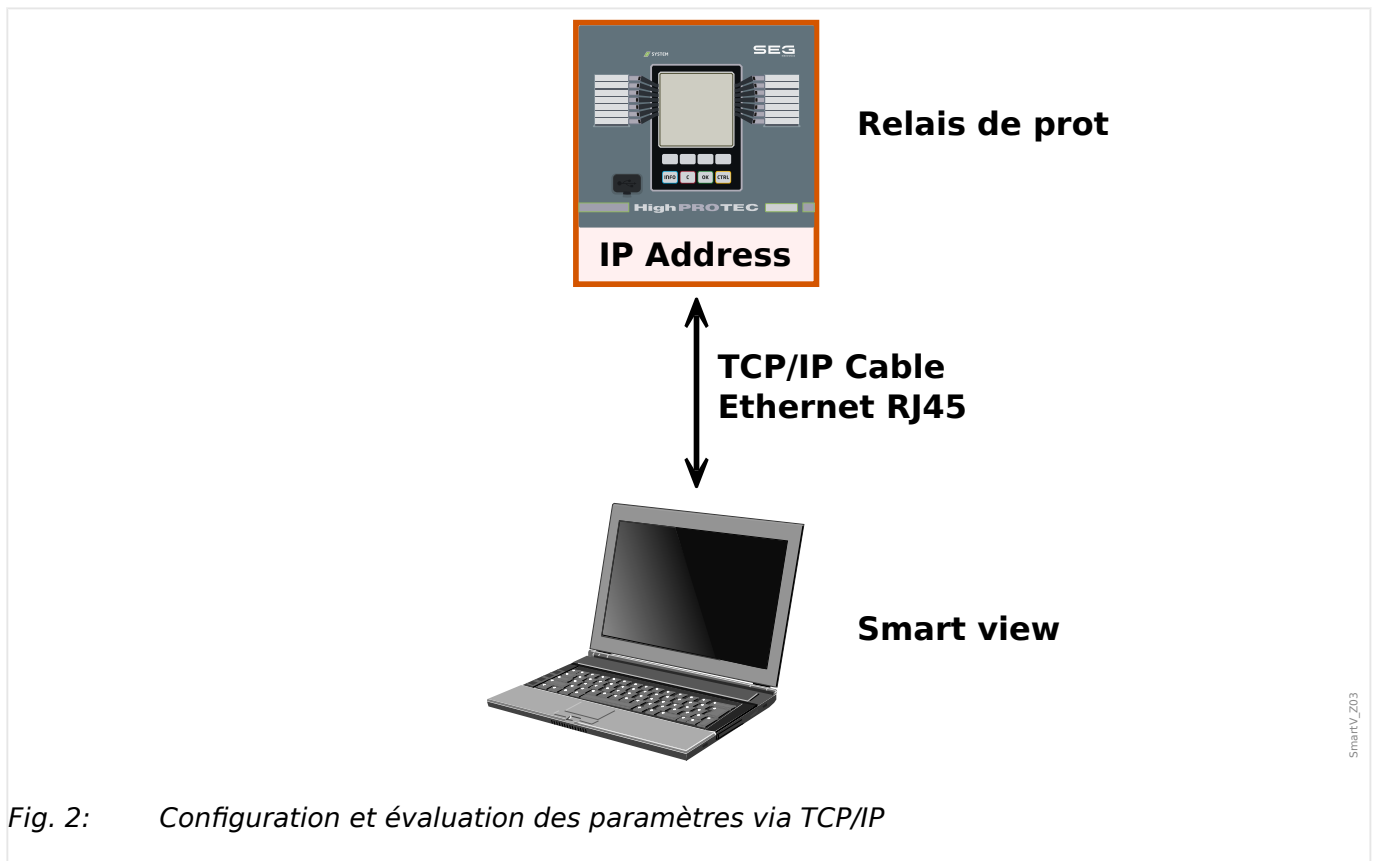 SYSTEM
SEG
INFO C OK CTRL
HighPROTEC
IP Address
Relais de prot
TCP/IP Cable
Ethernet RJ45
Smart view
SmartV_Z03
Fig. 2: Configuration et évaluation des paramètres via TCP/IP